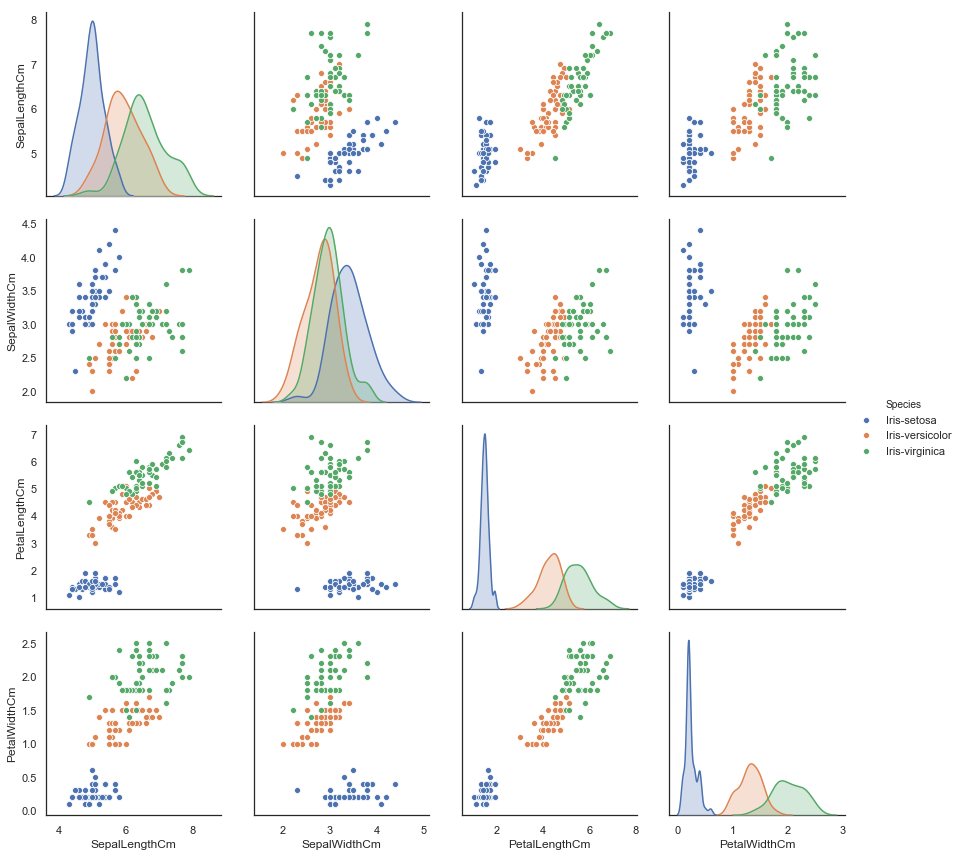 8
7
6
5
SepalLengthCm
4.5
4.0
3.5
3.0
2.5
2.0
SepalWidthCm
Species
Iris-setosa
Iris-versicolor
Iris-virginica
7
6
5
4
3
2
1
PetalLengthCm
2.5
2.0
1.5
1.0
0.5
0.0
PetalWidthCm
4 6 8
SepalLengthCm
2 3 4 5
SepalWidthCm
2 4 6 8
PetalLengthCm
0 1 2 3
PetalWidthCm